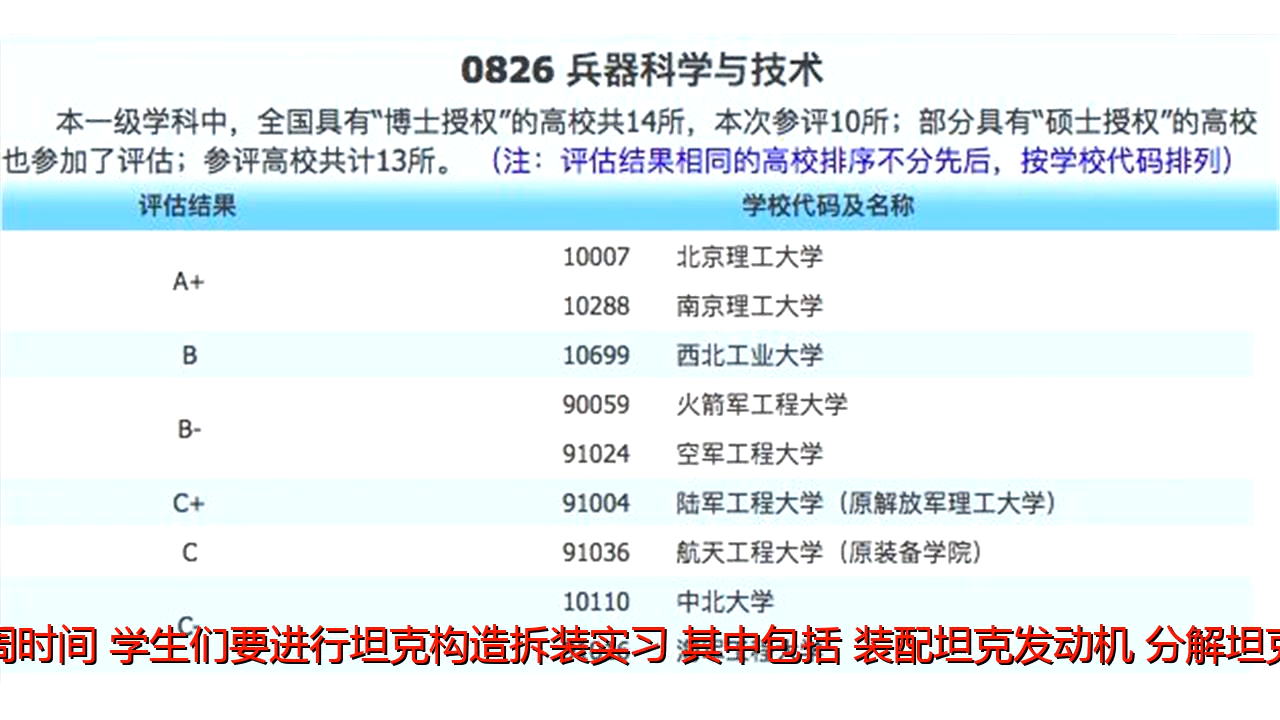 0826 兵器科学与技术
本一级学科中，全国具有“博士授权”的高校共14所，本次参评10所；部分具有“硕士授权”的高校
也参加了评估；参评高校共计13所。（注：评估结果相同的高校排序不分先后，按学校代码排列）
评估结果 学校代码及名称
A+
10007 北京理工大学
10288 南京理工大学
B 10699 西北工业大学
B-
90059 火箭军工程大学
91024 空军工程大学
C+ 91004 陆军工程大学（原解放军理工大学）
C 91036 航天工程大学（原装备学院）
10110 中北大学
C-
周时间 学生们要进行坦克构造拆装实习 其中包括 装配坦克发动机 分解坦克